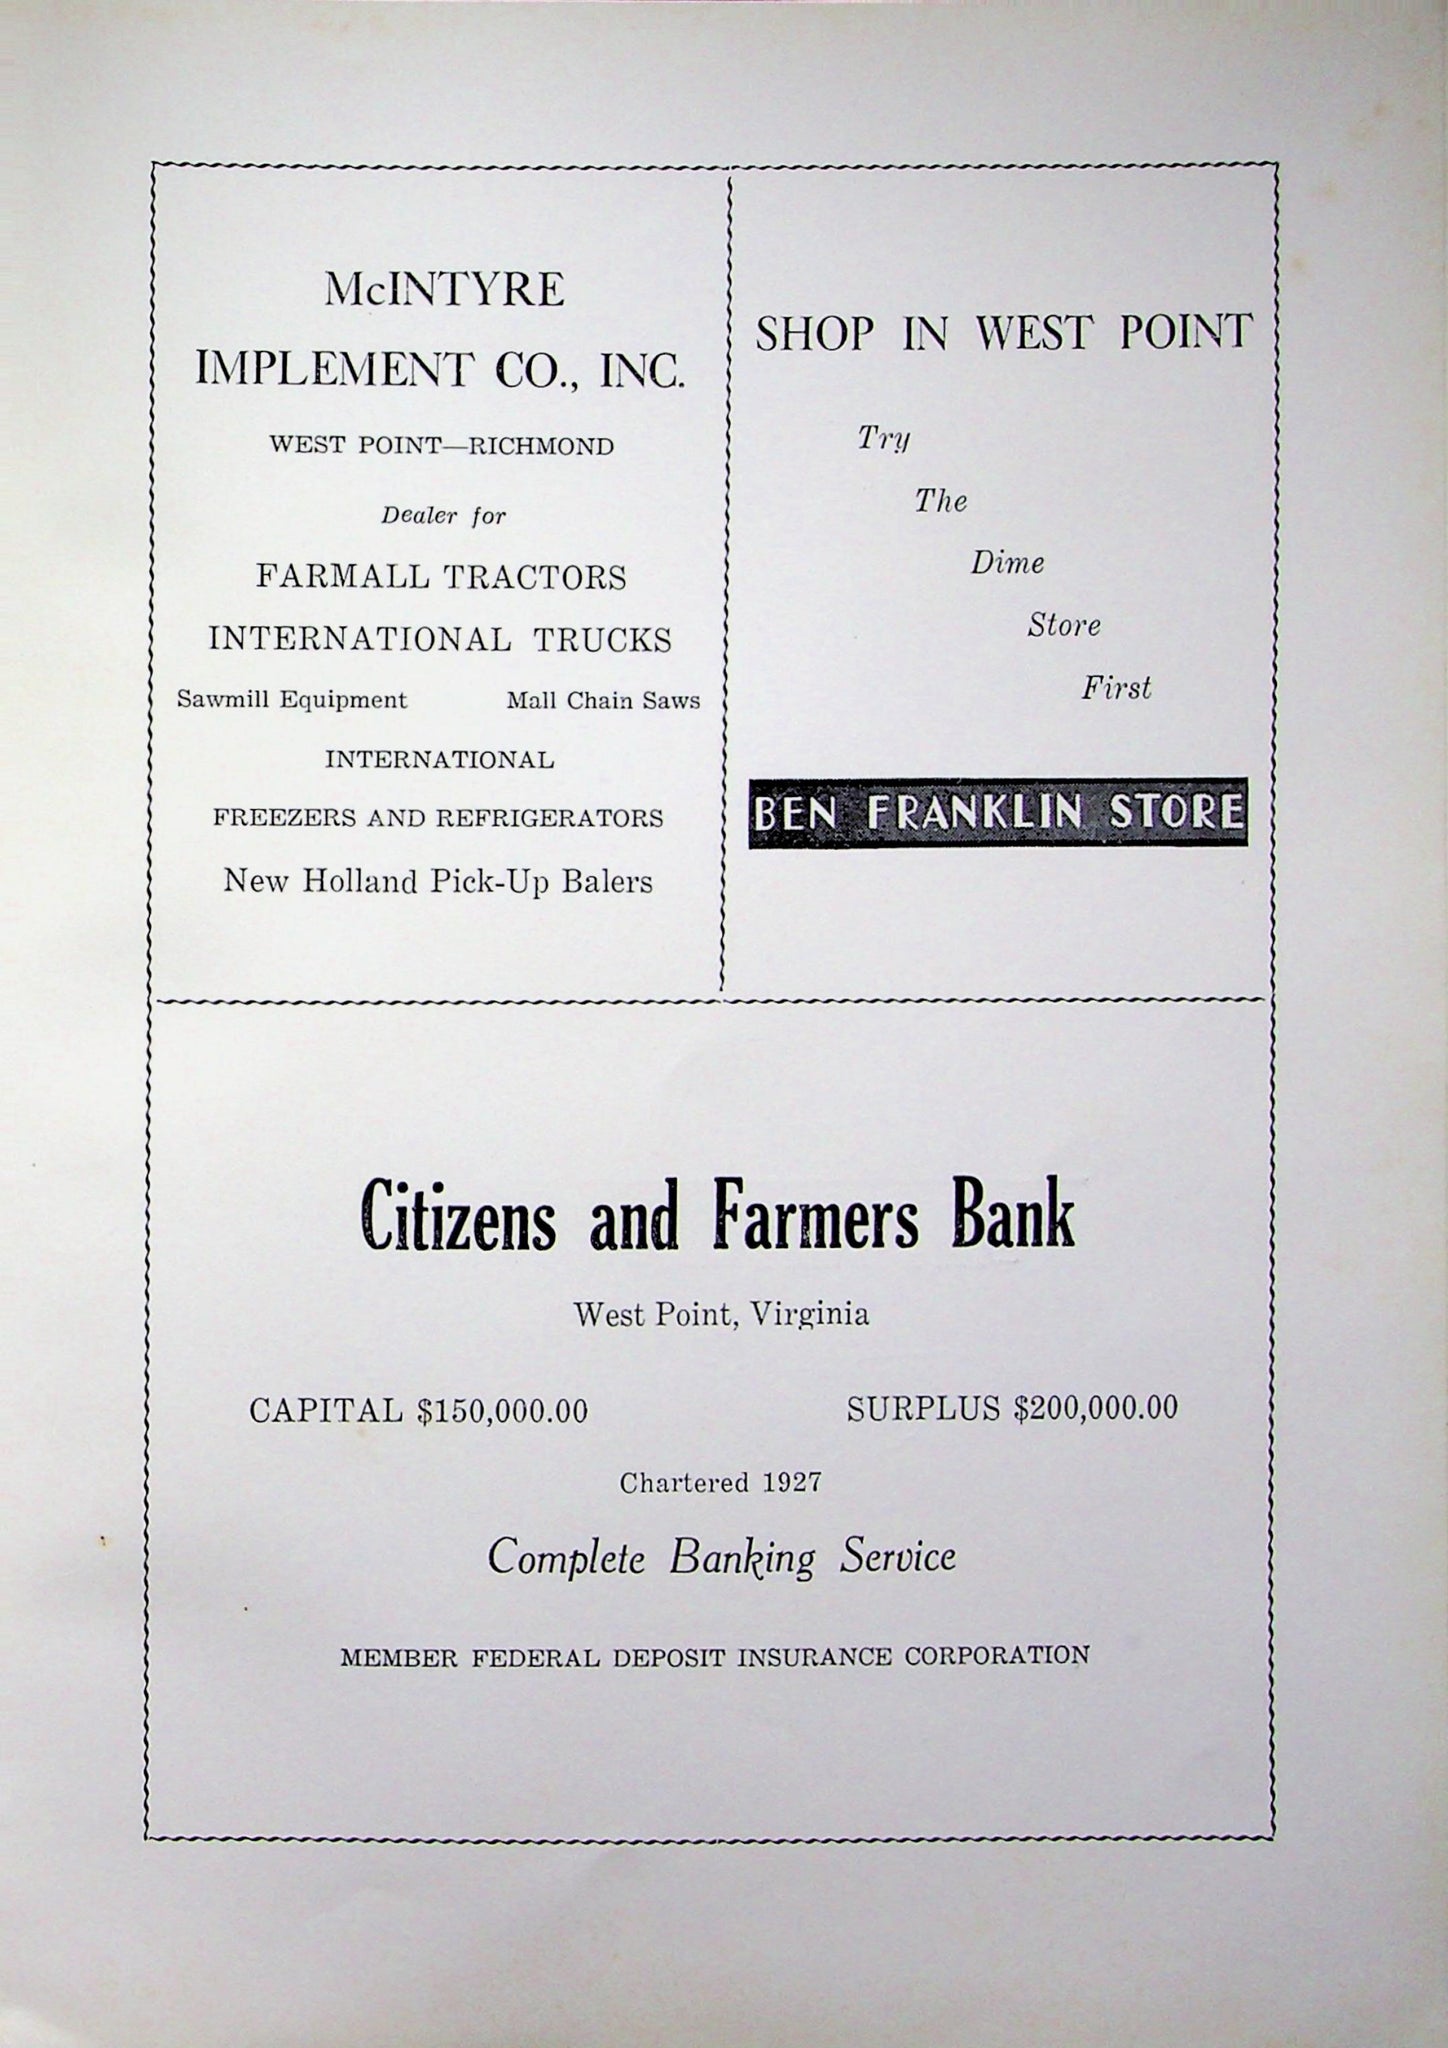 McINTYRE
IMPLEMENT CO., INC.
WEST POINT—RICHMOND
Dealer for
FARMALL TRACTORS
INTERNATIONAL TRUCKS
Sawmill Equipment Mall Chain Saws
INTERNATIONAL
FREEZERS AND REFRIGERATORS
New Holland Pick-Up Balers
SHOP IN WEST POINT
Try
The
Dime
Store
First
BEN FRANKLIN STORE
Citizens and Farmers Bank
West Point, Virginia
CAPITAL $150,000.00 SURPLUS $200,000.00
Chartered 1927
Complete Banking Service
MEMBER FEDERAL DEPOSIT INSURANCE CORPORATION